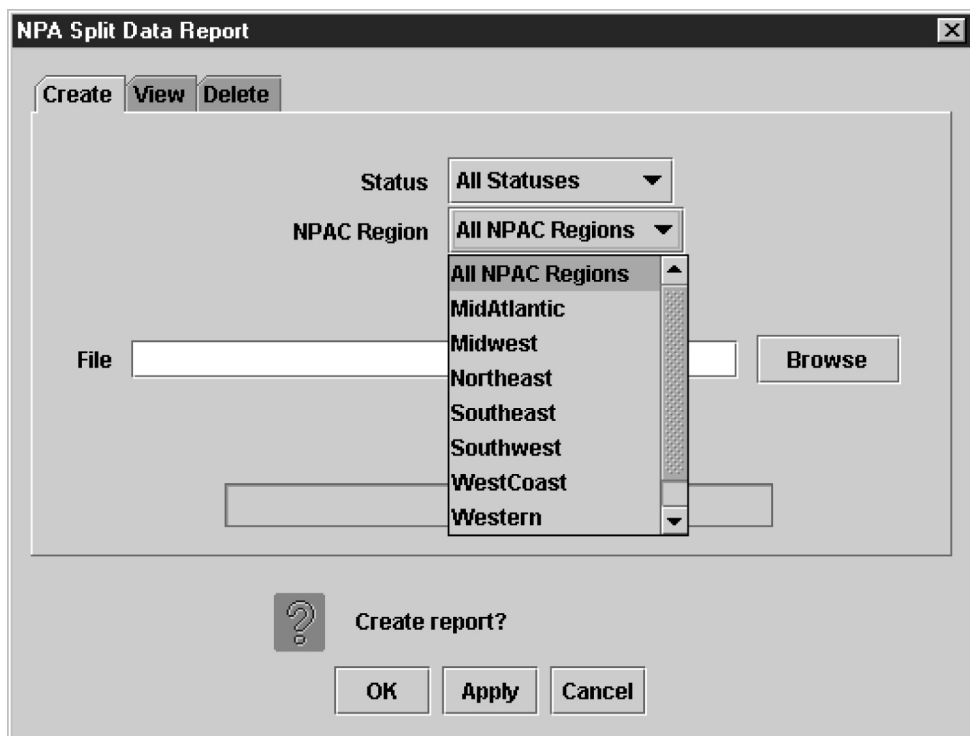 NPA Split Data Report
Create View Delete
Status All Statuses
NPAC Region All NPAC Regions
All NPAC Regions
MidAtlantic
Midwest
Northeast
File Browse
Southeast
Southwest
WestCoast
Western
Create report?
OK Apply Cancel